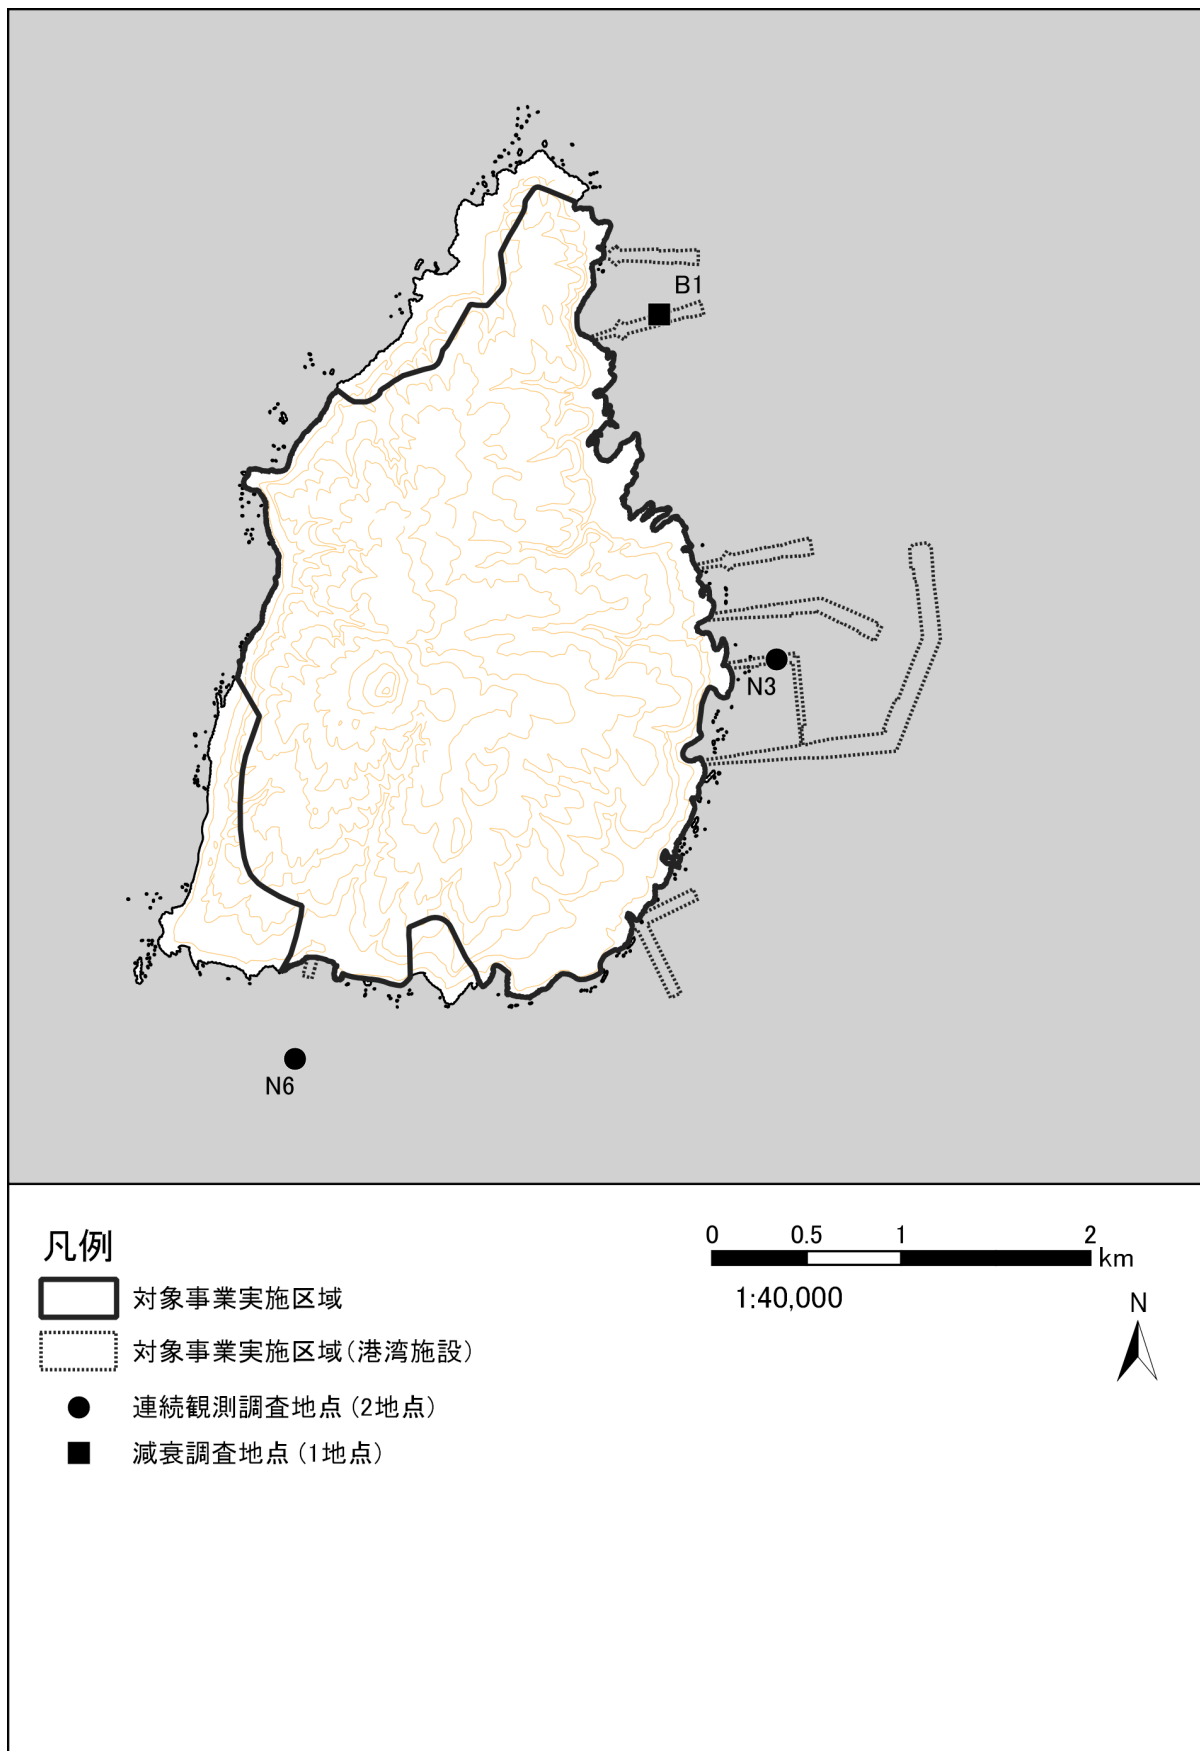 B1
N3
N6
凡例
対象事業実施区域
対象事業実施区域(港湾施設)
連続観測調査地点 (2地点)
減衰調査地点 (1地点)
0 0.5 1 2
km
1:40,000
N